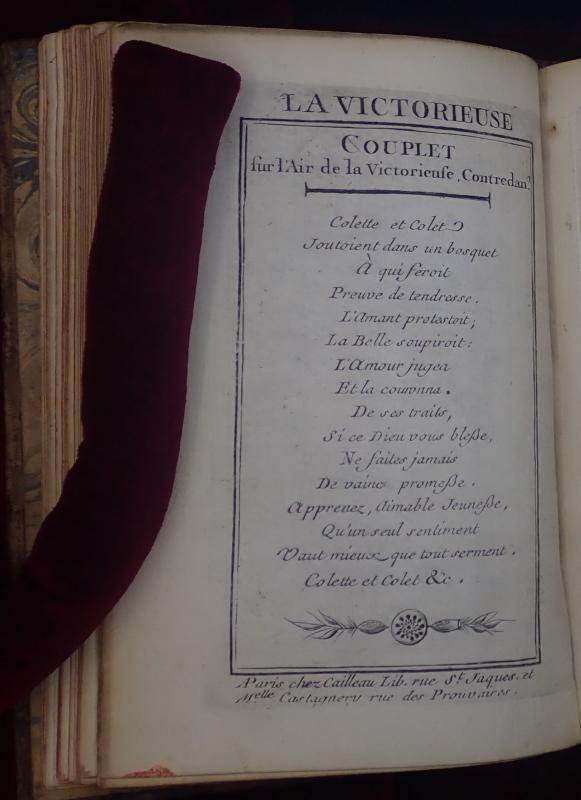 LA VICTORIEUSE
COUPLET
sur l'Air de la Victorieuse, Contredan.
Colette et Colet
Joutoient dans un bosquet
À qui feroit
Preuve de tendresse,
L'Amant protestoit;
La Belle soupiroit:
L'Amour jugea
Et la couronna.
De ses traits,
Si ce Dieu vous bleße,
Ne faites jamais
De vaine promeße.
Apprenez, Aimable Jeuneße,
Qu'un seul sentiment
Vaut mieux que tout serment.
Colette et Colet &c.
A Paris chez Cailleau Lib. rue St. Jaques. et
Melle Castagnery rue des Prouvaires.